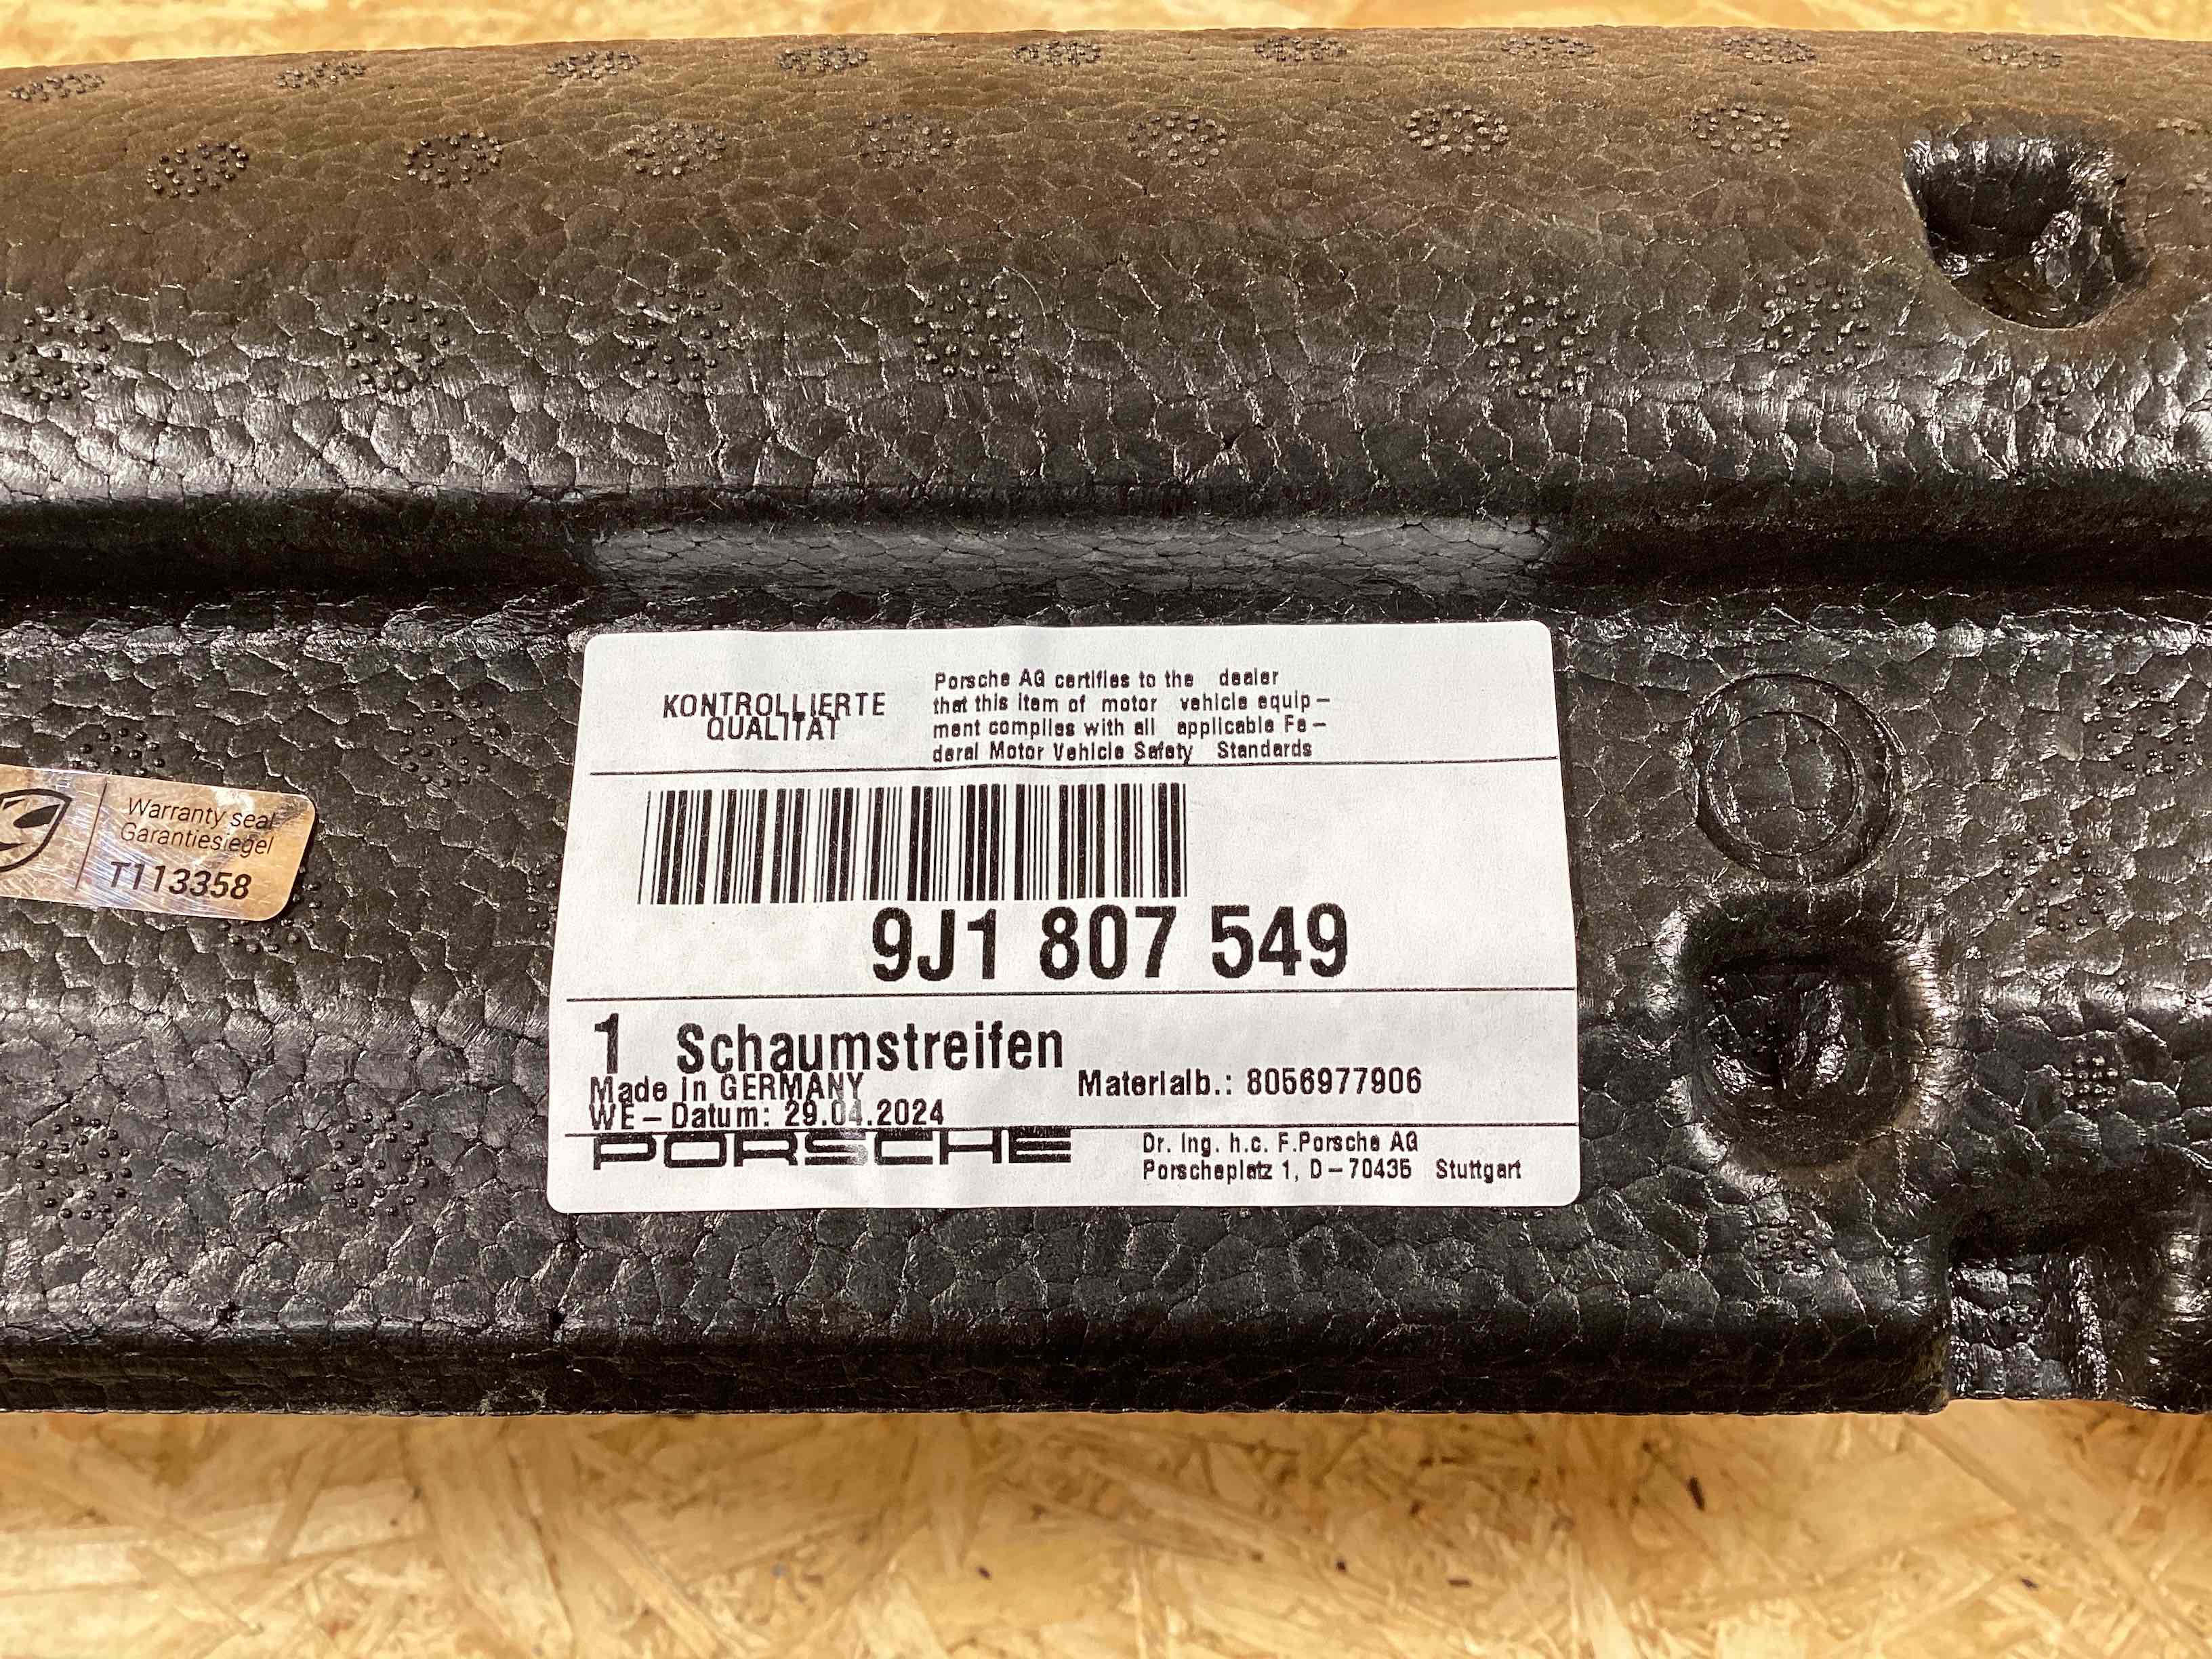 KONTROLLIERTE
QUALITÄT
Porsche AG certifies to the dealer
that this item of motor vehicle equip-
ment complies with all applicable Fe-
deral Motor Vehicle Safety Standards
Warranty seal
Garantiesiegel
T113358
9J1 807 549
1 Schaumstreifen
Made in GERMANY
Materialb.: 8056977906
WE-Datum: 29.04.2024
PORSCHE
Dr. Ing. h.c. F.Porsche AG
Porscheplatz 1, D-70435 Stuttgart